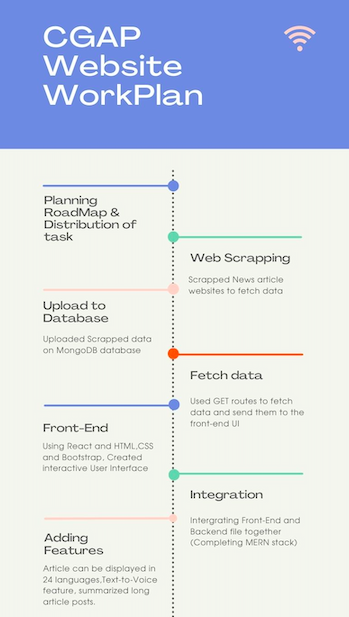 CGAP
Website
WorkPlan
Planning
RoadMap &
Distribution of
task
Web Scrapping
Scrapped News article
websites to fetch data
Upload to
Database
Uploaded Scrapped data
on MongoDB database
Fetch data
Used GET routes to fetch
data and send them to the
front-end UI
Front-End
Using React and HTML,CSS
and Bootstrap, Created
interactive User Interface
Integration
Intergrating Front-End and
Backend file together
(Completing MERN stack)
Adding
Features
Article can be displayed in
24 languages,Text-to-Voice
feature, summarized long
article posts.